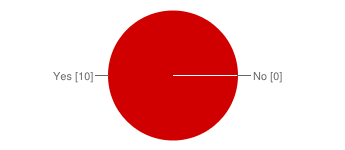 Yes [10]
No [0]